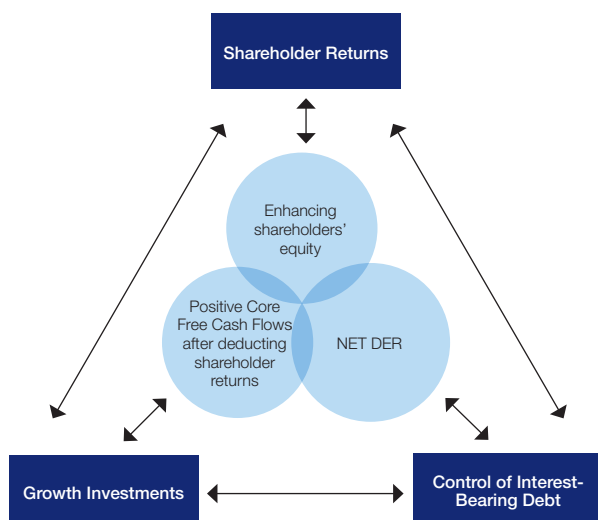 Shareholder Returns
Enhancing
shareholders'
equity
Positive Core
Free Cash Flows
after deducting
shareholder
returns
NET DER
Growth Investments
Control of Interest-
Bearing Debt